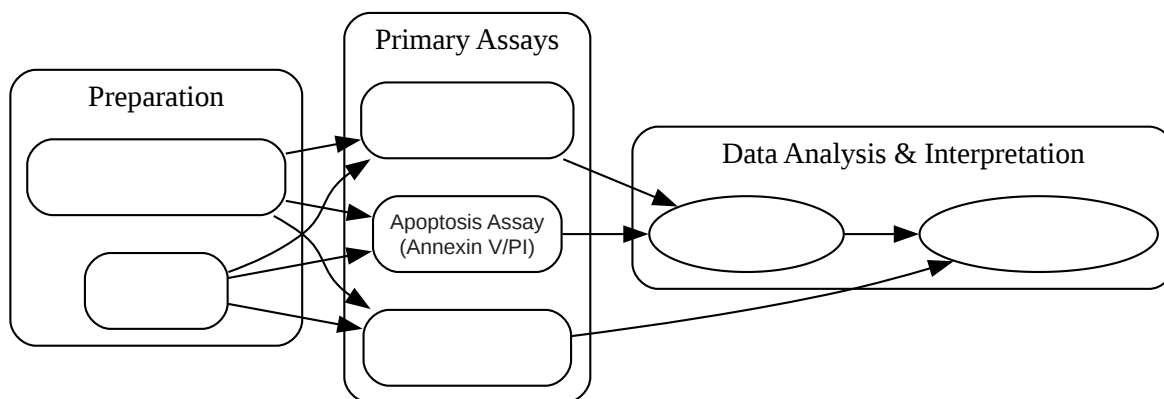 Primary Assays
Preparation
Data Analysis & Interpretation
Apoptosis Assay
(Annexin V/PI)